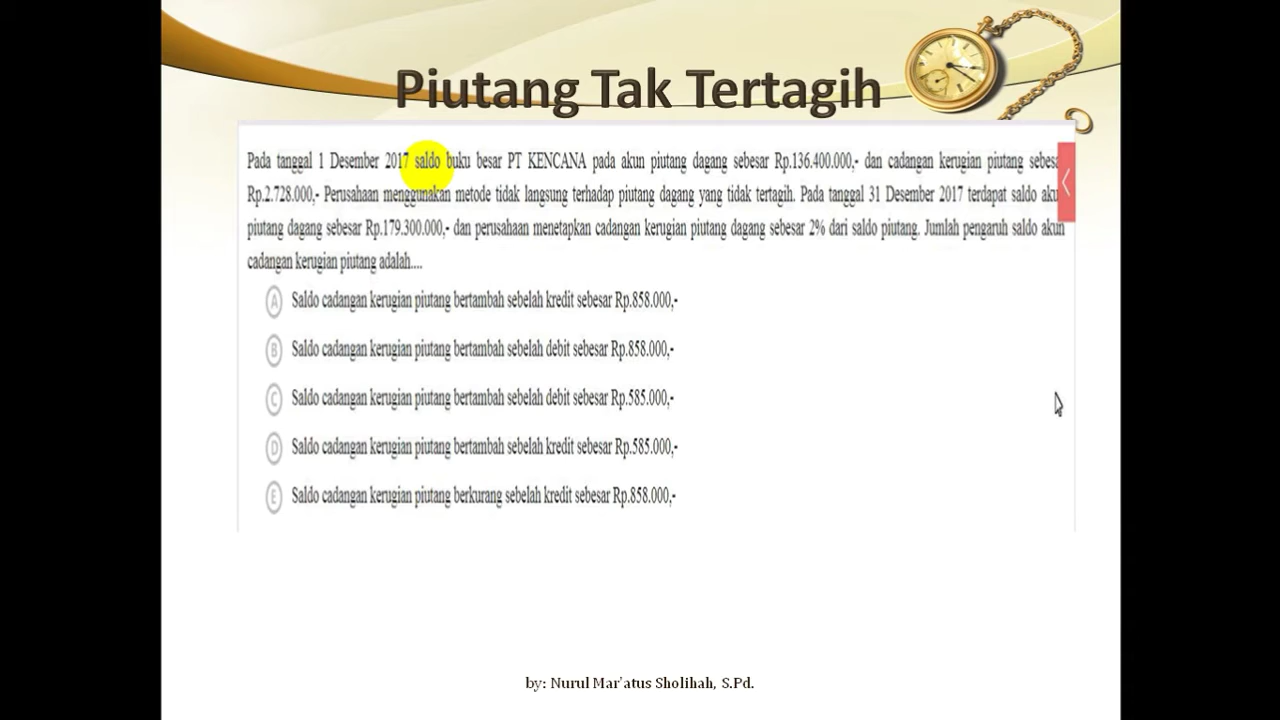 Piutang Tak Tertagih
Pada tanggal 1 Desember 2017 saldo buku besar PT KENCANA pada akun piutang dagang sebesar Rp.136.400.000,- dan cadangan kerugian piutang sebesa
Rp.2.728.000,- Perusahaan menggunakan metode tidak langsung terhadap piutang dagang yang tidak tertagih. Pada tanggal 31 Desember 2017 terdapat saldo aku
piutang dagang sebesar Rp.179.300.000,- dan perusahaan menetapkan cadangan kerugian piutang dagang sebesar 2% dari saldo piutang. Jumlah pengaruh saldo akun
cadangan kerugian piutang adalah....
A Saldo cadangan kerugian piutang bertambah sebelah kredit sebesar Rp.858.000,-
B Saldo cadangan kerugian piutang bertambah sebelah debit sebesar Rp.858.000,-
C Saldo cadangan kerugian piutang bertambah sebelah debit sebesar Rp.585.000,-
D Saldo cadangan kerugian piutang bertambah sebelah kredit sebesar Rp.585.000,-
E Saldo cadangan kerugian piutang berkurang sebelah kredit sebesar Rp.858.000,-
by: Nurul Mar'atus Sholihah, S.Pd.